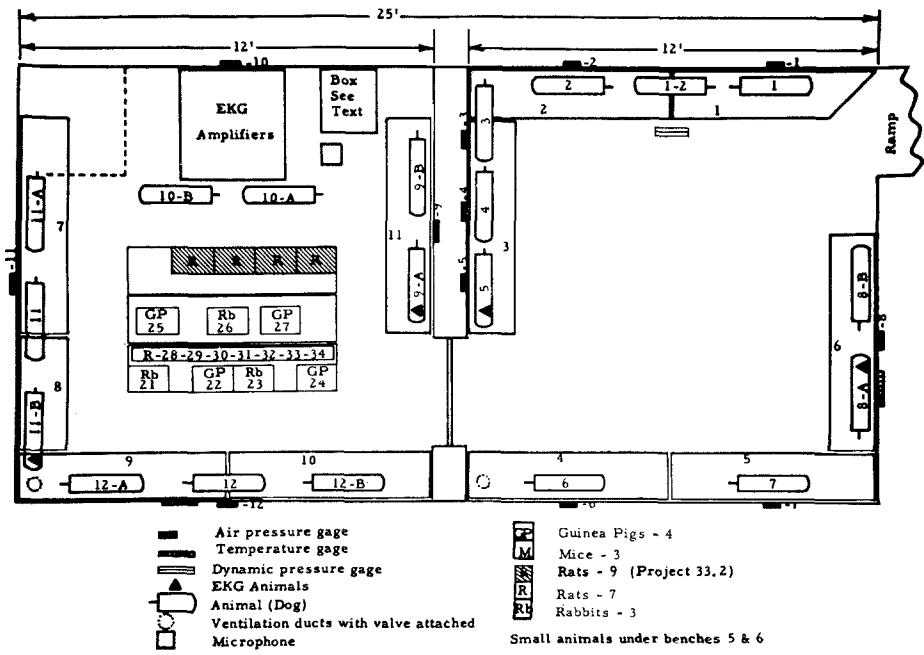 25'
12'
12'
-10
-2
-1
Box
See
Text
EKG
Amplifiers
2
1-2
1
2
1
Ramp
3
-3
9-B
10-B
10-A
11-A
7
4
-4
-9
11
3
8-B
-11
R R R R
-5
5
9-A
11
GP
25
Rb
26
GP
27
-8
6
R-28-29-30-31-32-33-34
Rb
21
GP
22
Rb
23
GP
24
8
8-A
11-B
9
10
4
5
12-A
12
12-B
6
7
-12
Air pressure gage
Temperature gage
Dynamic pressure gage
EKG Animals
Animal (Dog)
Ventilation ducts with valve attached
Microphone
GP Guinea Pigs - 4
M Mice - 3
R Rats - 9 (Project 33.2)
R Rats - 7
Rb Rabbits - 3
Small animals under benches 5 & 6